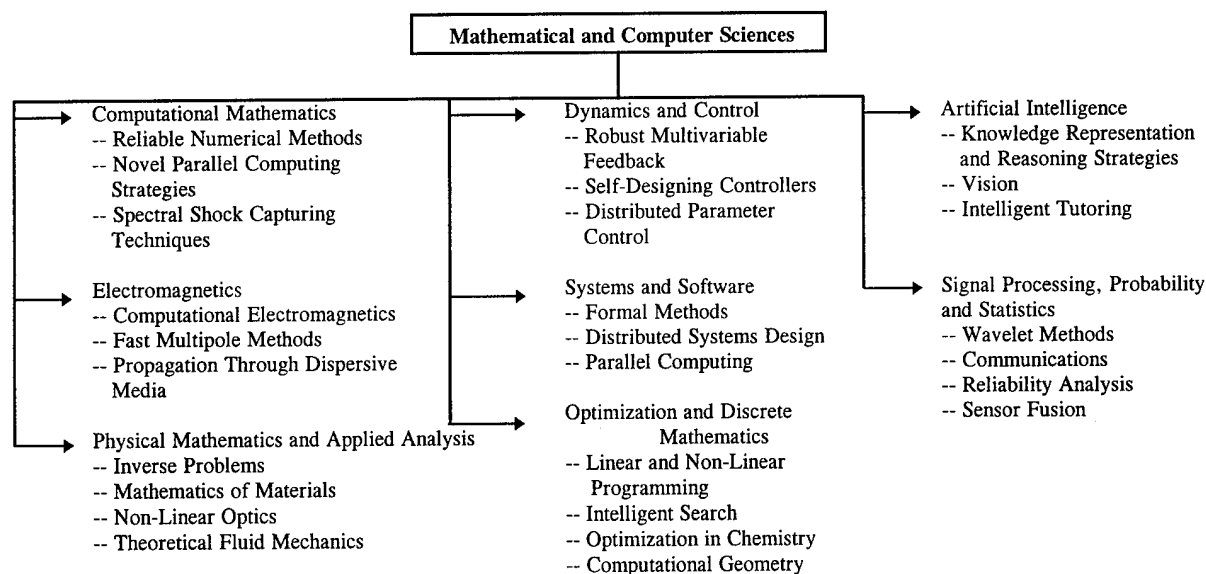 Mathematical and Computer Sciences
Computational Mathematics
-- Reliable Numerical Methods
-- Novel Parallel Computing
Strategies
-- Spectral Shock Capturing
Techniques
Electromagnetics
-- Computational Electromagnetics
-- Fast Multipole Methods
-- Propagation Through Dispersive
Media
Physical Mathematics and Applied Analysis
-- Inverse Problems
-- Mathematics of Materials
-- Non-Linear Optics
-- Theoretical Fluid Mechanics
Dynamics and Control
-- Robust Multivariable
Feedback
-- Self-Designing Controllers
-- Distributed Parameter
Control
Systems and Software
-- Formal Methods
-- Distributed Systems Design
-- Parallel Computing
Optimization and Discrete
Mathematics
-- Linear and Non-Linear
Programming
-- Intelligent Search
-- Optimization in Chemistry
-- Computational Geometry
Artificial Intelligence
-- Knowledge Representation
and Reasoning Strategies
-- Vision
-- Intelligent Tutoring
Signal Processing, Probability
and Statistics
-- Wavelet Methods
-- Communications
-- Reliability Analysis
-- Sensor Fusion